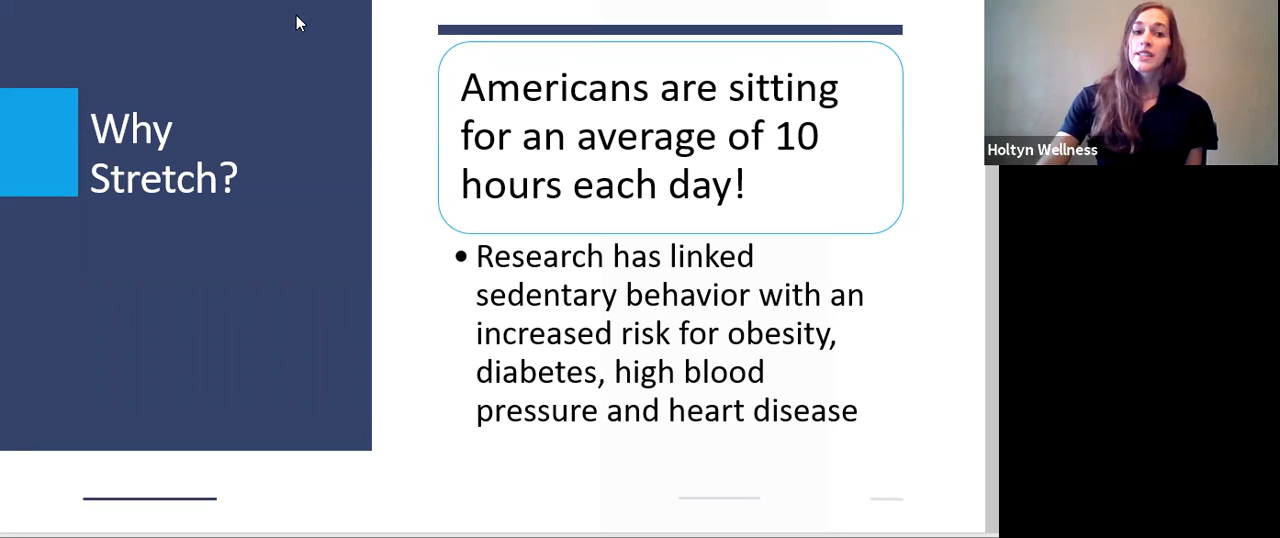 Why
Stretch?
Americans are sitting
for an average of 10
hours each day!
• Research has linked
sedentary behavior with an
increased risk for obesity,
diabetes, high blood
pressure and heart disease
Holtyn Wellness